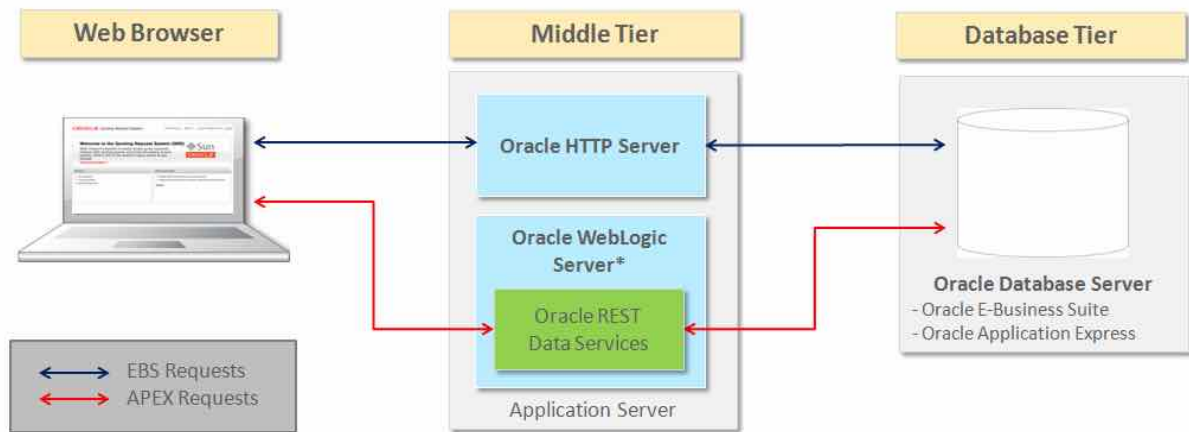 Web Browser
Middle Tier
Database Tier
Sun
Oracle HTTP Server
Oracle WebLogic
Server*
Oracle REST
Data Services
Application Server
Oracle Database Server
- Oracle E-Business Suite
- Oracle Application Express
EBS Requests
APEX Requests